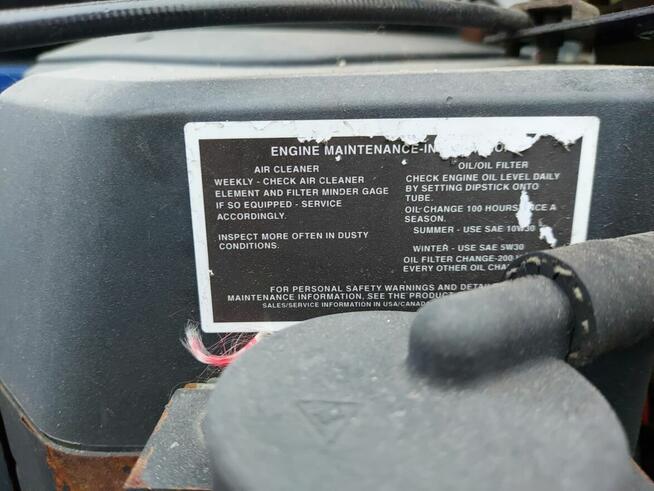 ENGINE MAINTENANCE
AIR CLEANER
WEEKLY - CHECK AIR CLEANER
ELEMENT AND FILTER MINDER GAGE
IF SO EQUIPPED - SERVICE
ACCORDINGLY.
INSPECT MORE OFTEN IN DUSTY
CONDITIONS.
OIL/OIL FILTER
CHECK ENGINE OIL LEVEL DAILY
BY SETTING DIPSTICK ONTO
TUBE.
OIL CHANGE 100 HOURS A
SEASON.
SUMMER - USE SAE 10W30
WINTER - USE SAE 5W30
OIL FILTER CHANGE-200
EVERY OTHER OIL
FOR PERSONAL SAFETY WARNINGS AND
MAINTENANCE INFORMATION, SEE THE
SALES/SERVICE INFORMATION IN USA/CANADA